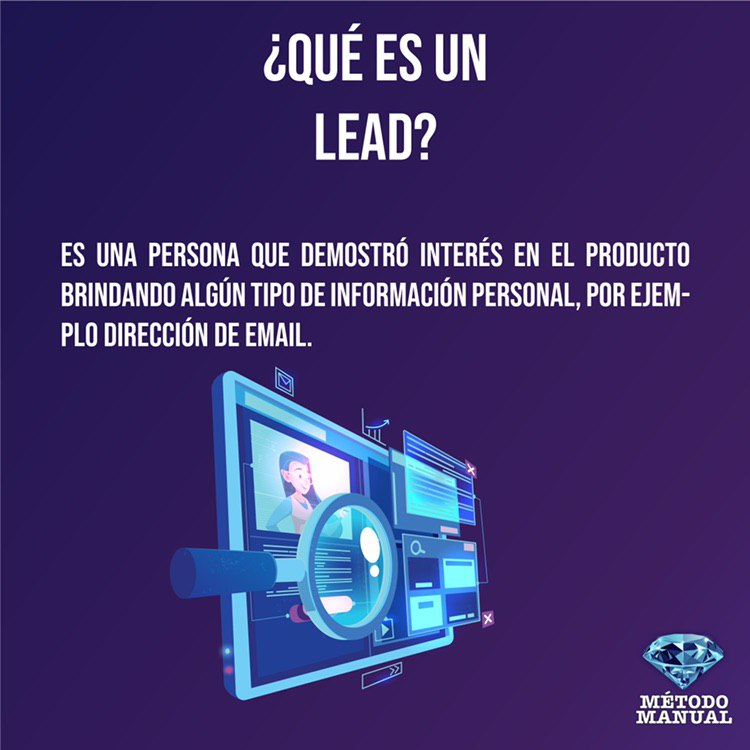 ¿QUÉ ES UN
LEAD?
ES UNA PERSONA QUE DEMOSTRÓ INTERÉS EN EL PRODUCTO
BRINDANDO ALGÚN TIPO DE INFORMACIÓN PERSONAL, POR EJEM-
PLO DIRECCIÓN DE EMAIL.
MÉTODO
MANUAL